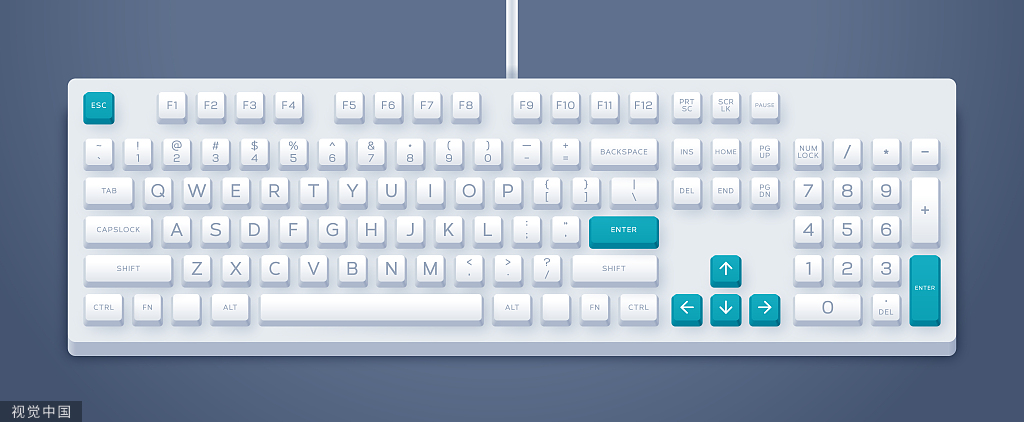 ESC F1 F2 F3 F4 F5 F6 F7 F8 F9 F10 F11 F12 PRT SCR PAUSE
SC LK
~ ! @ # $ % ^ & * ( ) — + BACKSPACE INS HOME PG NUM / * −
` 1 2 3 4 5 6 7 8 9 0 - = UP LOCK
TAB Q W E R T Y U I O P { } | DEL END PG 7 8 9 +
[ ] \ DN
CAPSLOCK A S D F G H J K L : " ENTER 4 5 6
; '
SHIFT Z X C V B N M < > ? SHIFT ↑ 1 2 3 ENTER
, . /
CTRL FN ALT ALT FN CTRL ← ↓ → 0 .
DEL
视觉中国